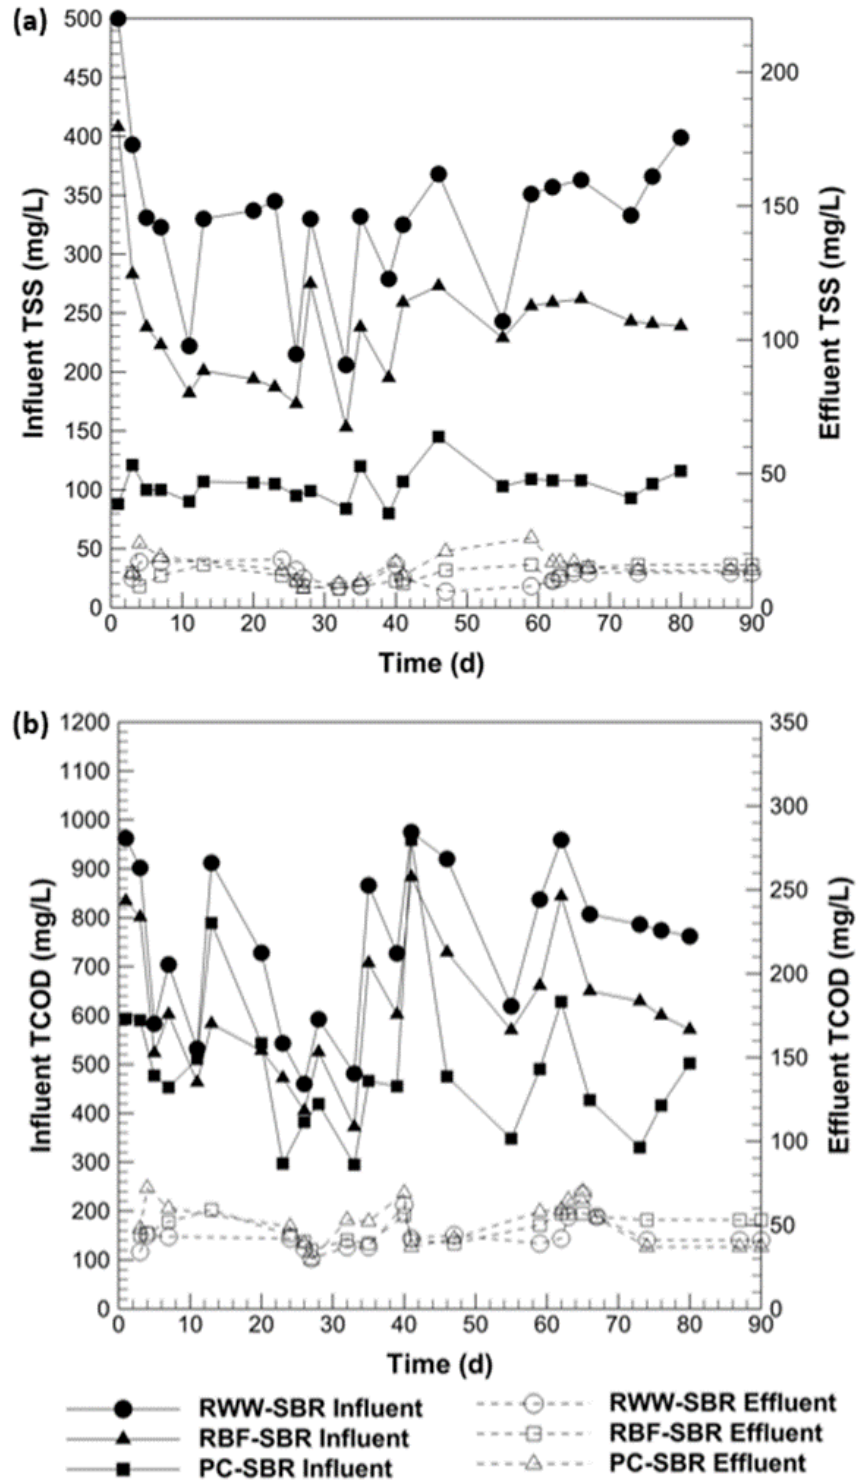 (a)
500
450
400
350
300
250
200
150
100
50
0
Influent TSS (mg/L)
200
150
100
50
0
Effluent TSS (mg/L)
0 10 20 30 40 50 60 70 80 90
Time (d)
(b)
1200
1100
1000
900
800
700
600
500
400
300
200
100
0
Influent TCOD (mg/L)
350
300
250
200
150
100
50
0
Effluent TCOD (mg/L)
0 10 20 30 40 50 60 70 80 90
Time (d)
RWW-SBR Influent
RBF-SBR Influent
PC-SBR Influent
RWW-SBR Effluent
RBF-SBR Effluent
PC-SBR Effluent